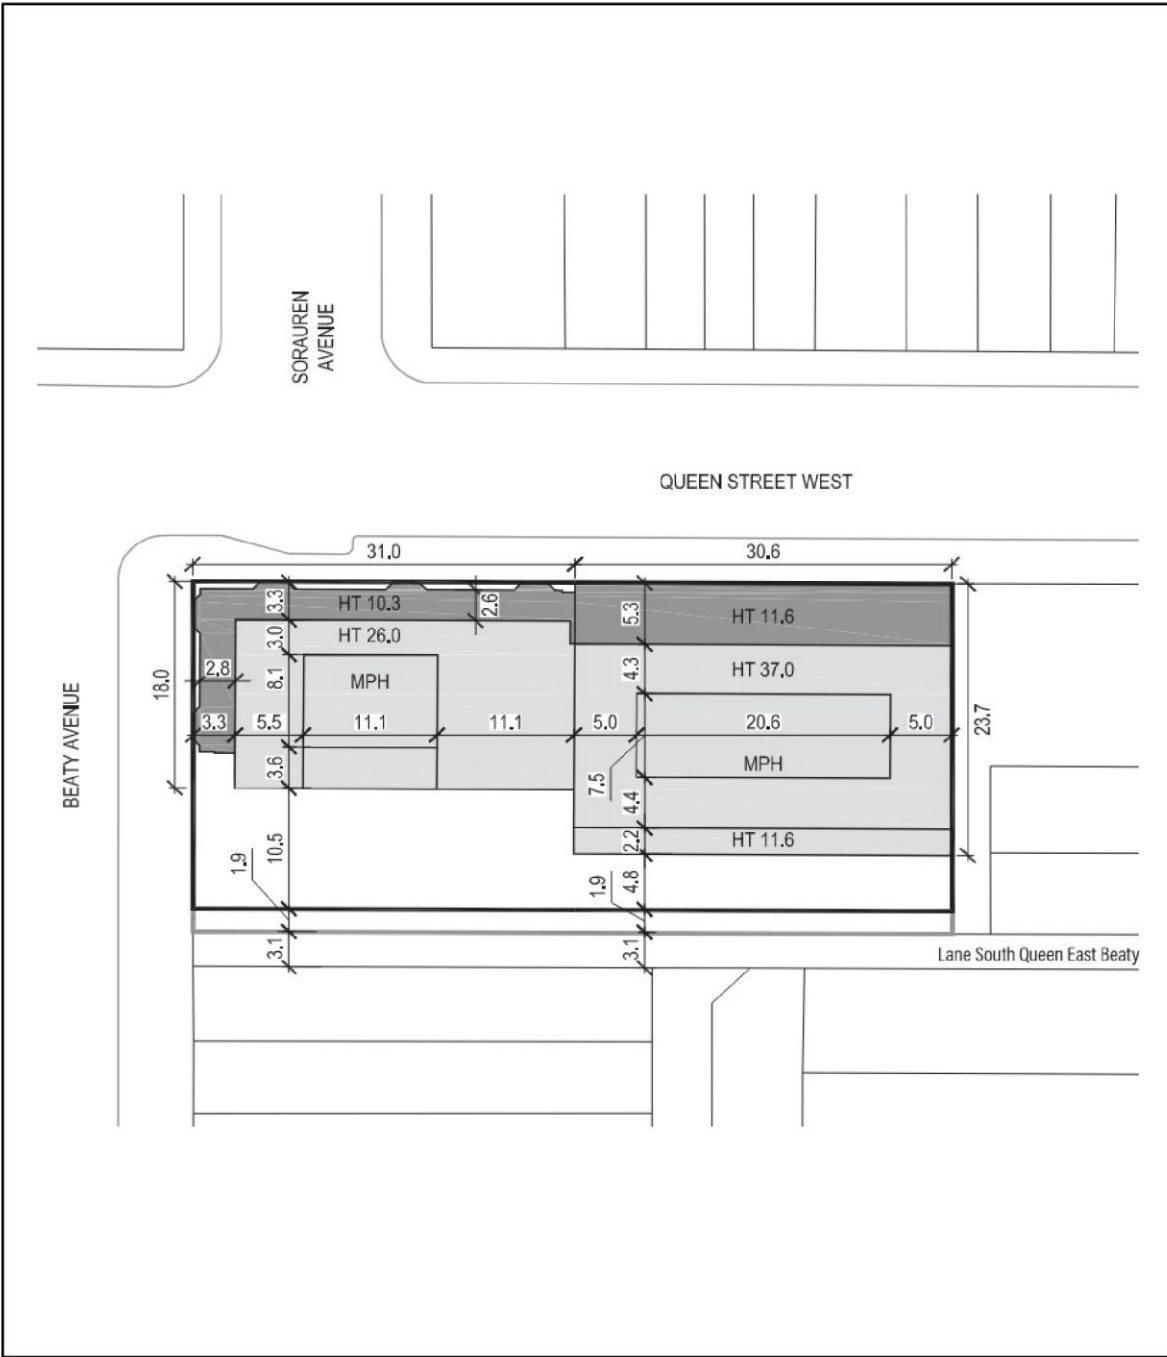 SORAUREN
AVENUE
QUEEN STREET WEST
31.0
30.6
3.3
HT 10.3
2.6
5.3
HT 11.6
3.0
HT 26.0
4.3
HT 37.0
18.0
2.8
8.1
MPH
BEATY AVENUE
3.3
5.5
11.1
11.1
5.0
20.6
5.0
23.7
3.6
7.5
MPH
4.4
2.2
HT 11.6
1.9
10.5
1.9
4.8
3.1
3.1
Lane South Queen East Beaty